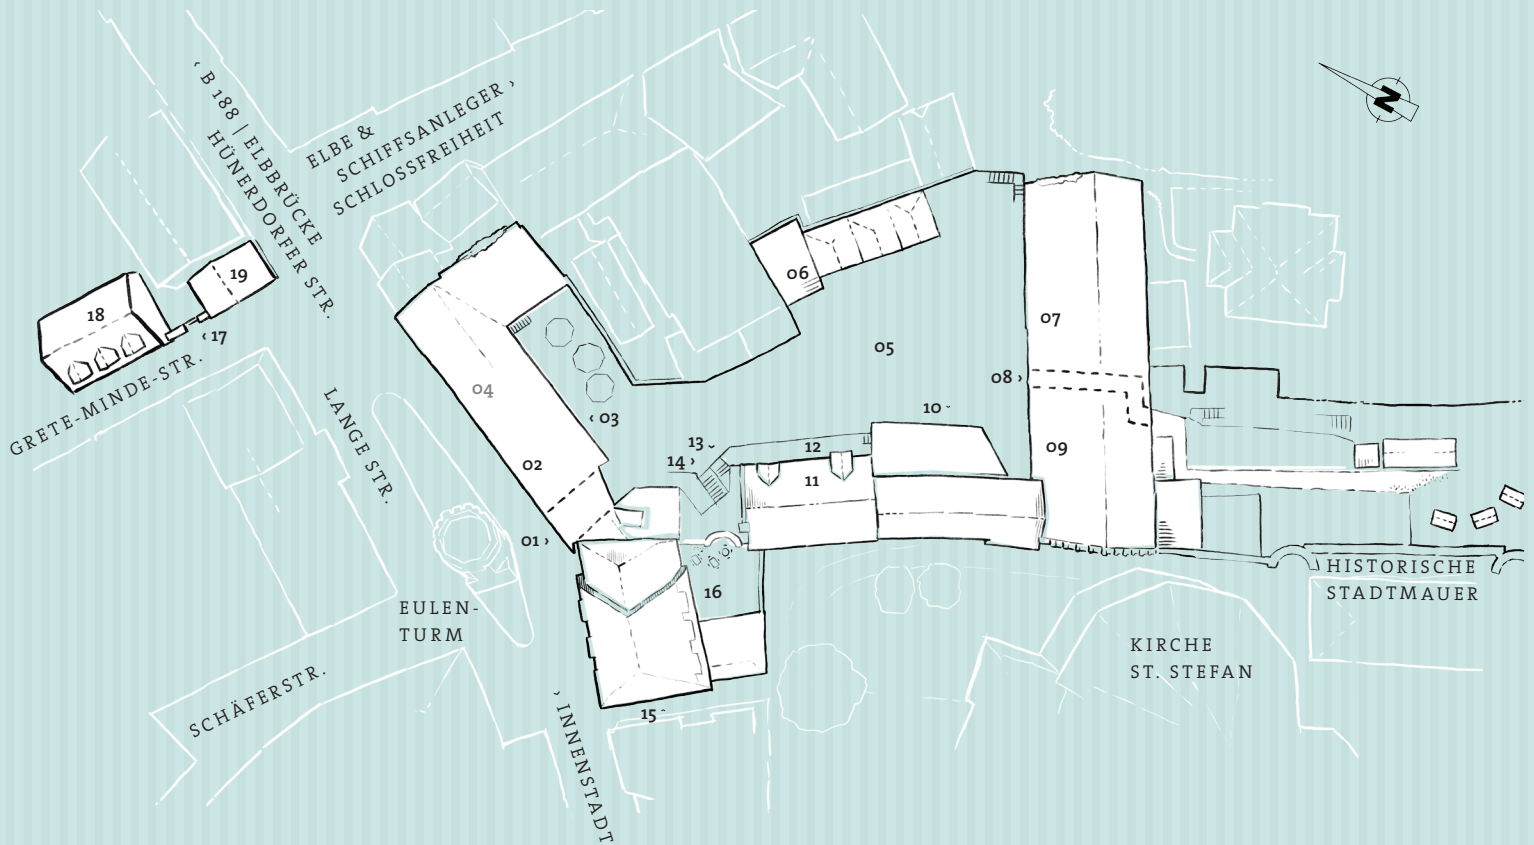 ‹ B 188 | ELBBRÜCKE
HÜNERDORFER STR.
ELBE &
SCHIFFSANLEGER ›
SCHLOSSFREIHEIT
N
19
18
‹ 17
GRETE-MINDE-STR.
LANGE STR.
04
‹ 03
02
01 ›
06
05
07
08 ›
09
10 ˇ
13 ˇ
14 ›
12
11
16
15 ˆ
EULEN-
TURM
SCHÄFERSTR.
› INNENSTADT
KIRCHE
ST. STEFAN
HISTORISCHE
STADTMAUER